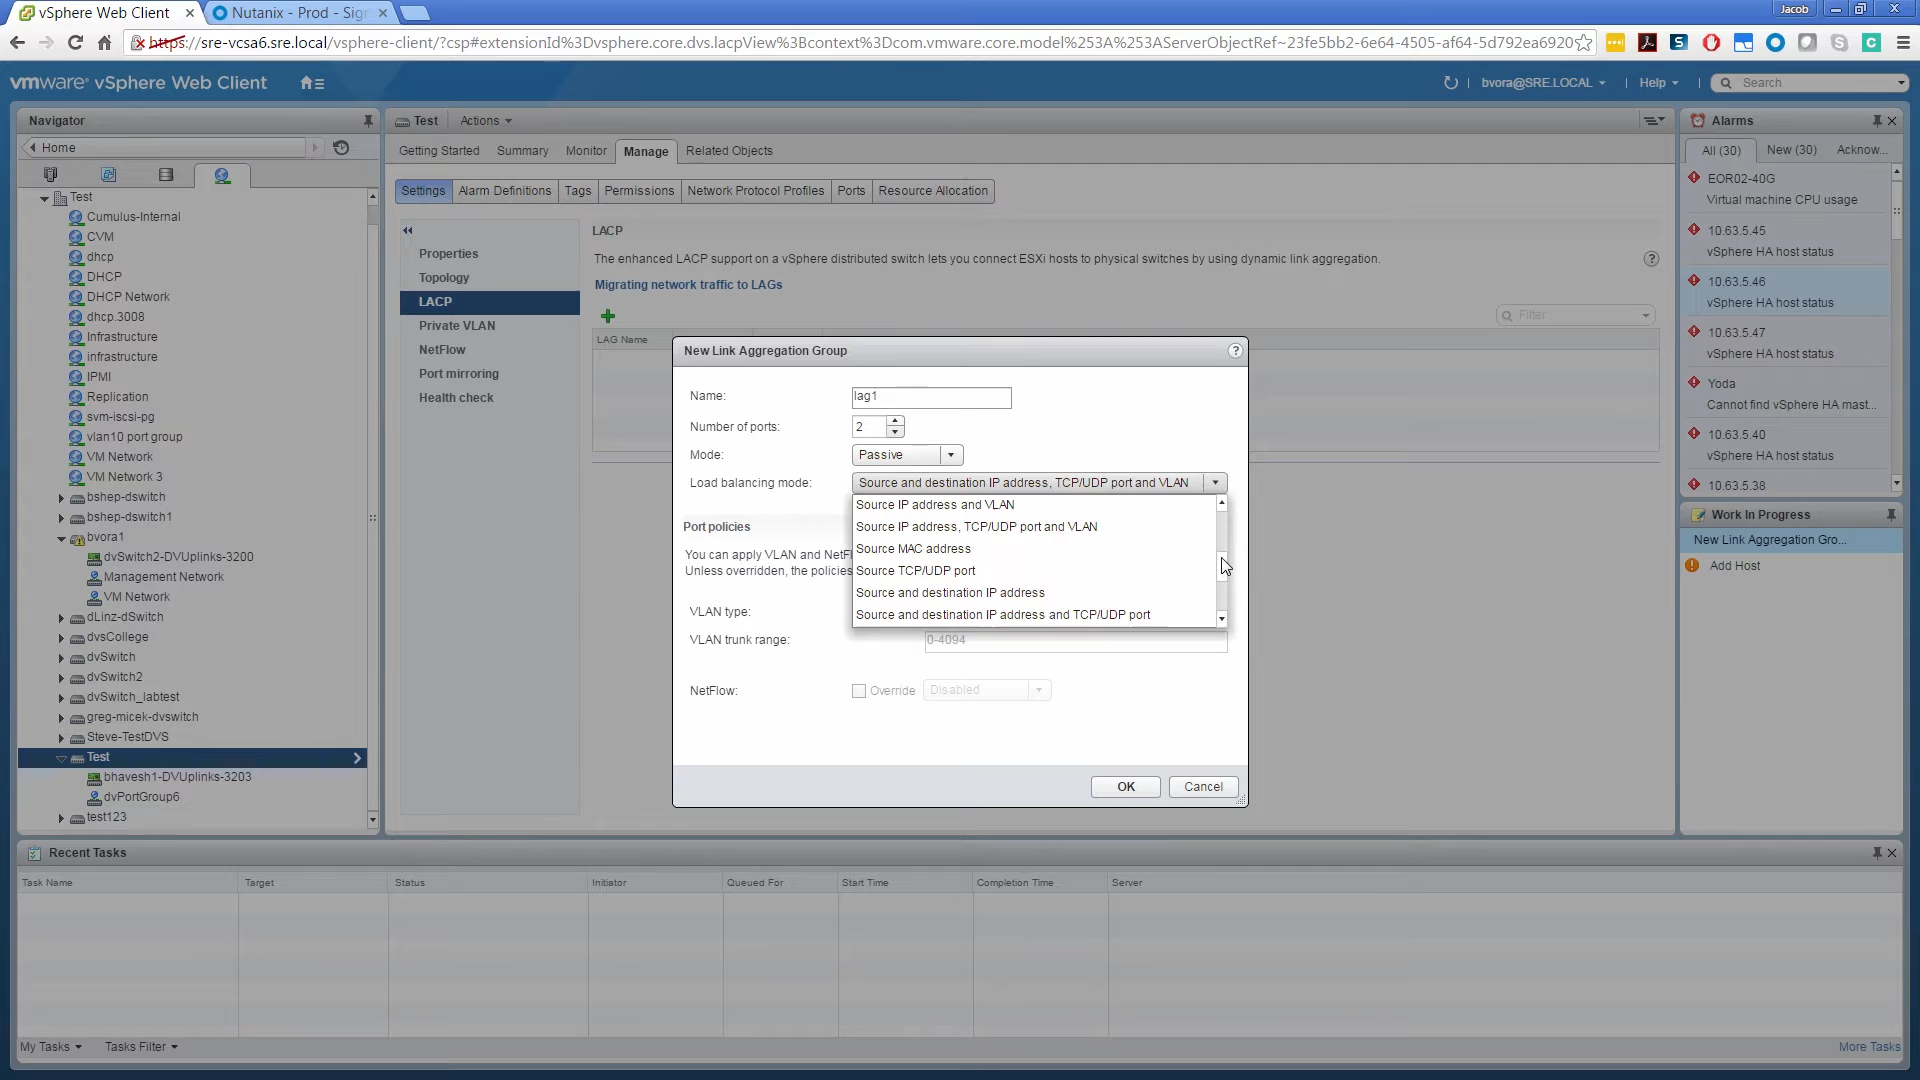 vSphere Web Client
Nutanix - Prod - Sig
Jacob
https://sre-vcsa6.sre.local/vsphere-client/?csp#extensionId%3Dvsphere.core.dvs.lacpView%3Bcontext%3Dcom.vmware.core.model%253A%253AServerObjectRef~23fe5bb2-6e64-4505-af64-5d792ea6920
vmware vSphere Web Client
bvora@SRE.LOCAL
Help
Search
Navigator
Home
Test
Cumulus-Internal
CVM
dhcp
DHCP
DHCP Network
dhcp.3008
Infrastructure
infrastructure
IPMI
Replication
svm-iscsi-pg
vlan10 port group
VM Network
VM Network 3
bshep-dswitch
bshep-dswitch1
bvora1
dvSwitch2-DVUplinks-3200
Management Network
VM Network
dLinz-dSwitch
dvsCollege
dvSwitch
dvSwitch2
dvSwitch_labtest
greg-micek-dvswitch
Steve-TestDVS
Test
bhavesh1-DVUplinks-3203
dvPortGroup6
test123
Test Actions
Getting Started Summary Monitor Manage Related Objects
Settings Alarm Definitions Tags Permissions Network Protocol Profiles Ports Resource Allocation
Properties
Topology
LACP
Private VLAN
NetFlow
Port mirroring
Health check
LACP
The enhanced LACP support on a vSphere distributed switch lets you connect ESXi hosts to physical switches by using dynamic link aggregation.
Migrating network traffic to LAGs
Filter
LAG Name
New Link Aggregation Group
Name: lag1
Number of ports: 2
Mode: Passive
Load balancing mode: Source and destination IP address, TCP/UDP port and VLAN
Source IP address and VLAN
Source IP address, TCP/UDP port and VLAN
Source MAC address
Source TCP/UDP port
Source and destination IP address
Source and destination IP address and TCP/UDP port
Port policies
You can apply VLAN and NetFl
Unless overridden, the policies
VLAN type:
VLAN trunk range: 0-4094
NetFlow: Override Disabled
OK Cancel
Alarms
All (30) New (30) Acknow...
EOR02-40G
Virtual machine CPU usage
10.63.5.45
vSphere HA host status
10.63.5.46
vSphere HA host status
10.63.5.47
vSphere HA host status
Yoda
Cannot find vSphere HA mast...
10.63.5.40
vSphere HA host status
10.63.5.38
Work In Progress
New Link Aggregation Gro...
Add Host
Recent Tasks
Task Name Target Status Initiator Queued For Start Time Completion Time Server
My Tasks Tasks Filter More Tasks